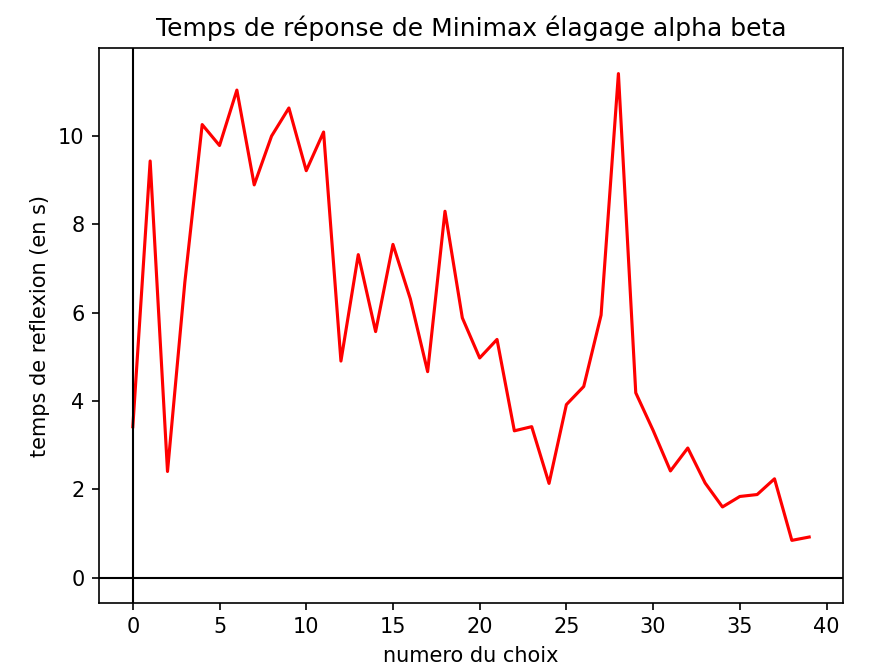 Temps de réponse de Minimax élagage alpha beta
temps de reflexion (en s)
10
8
6
4
2
0
0 5 10 15 20 25 30 35 40
numero du choix